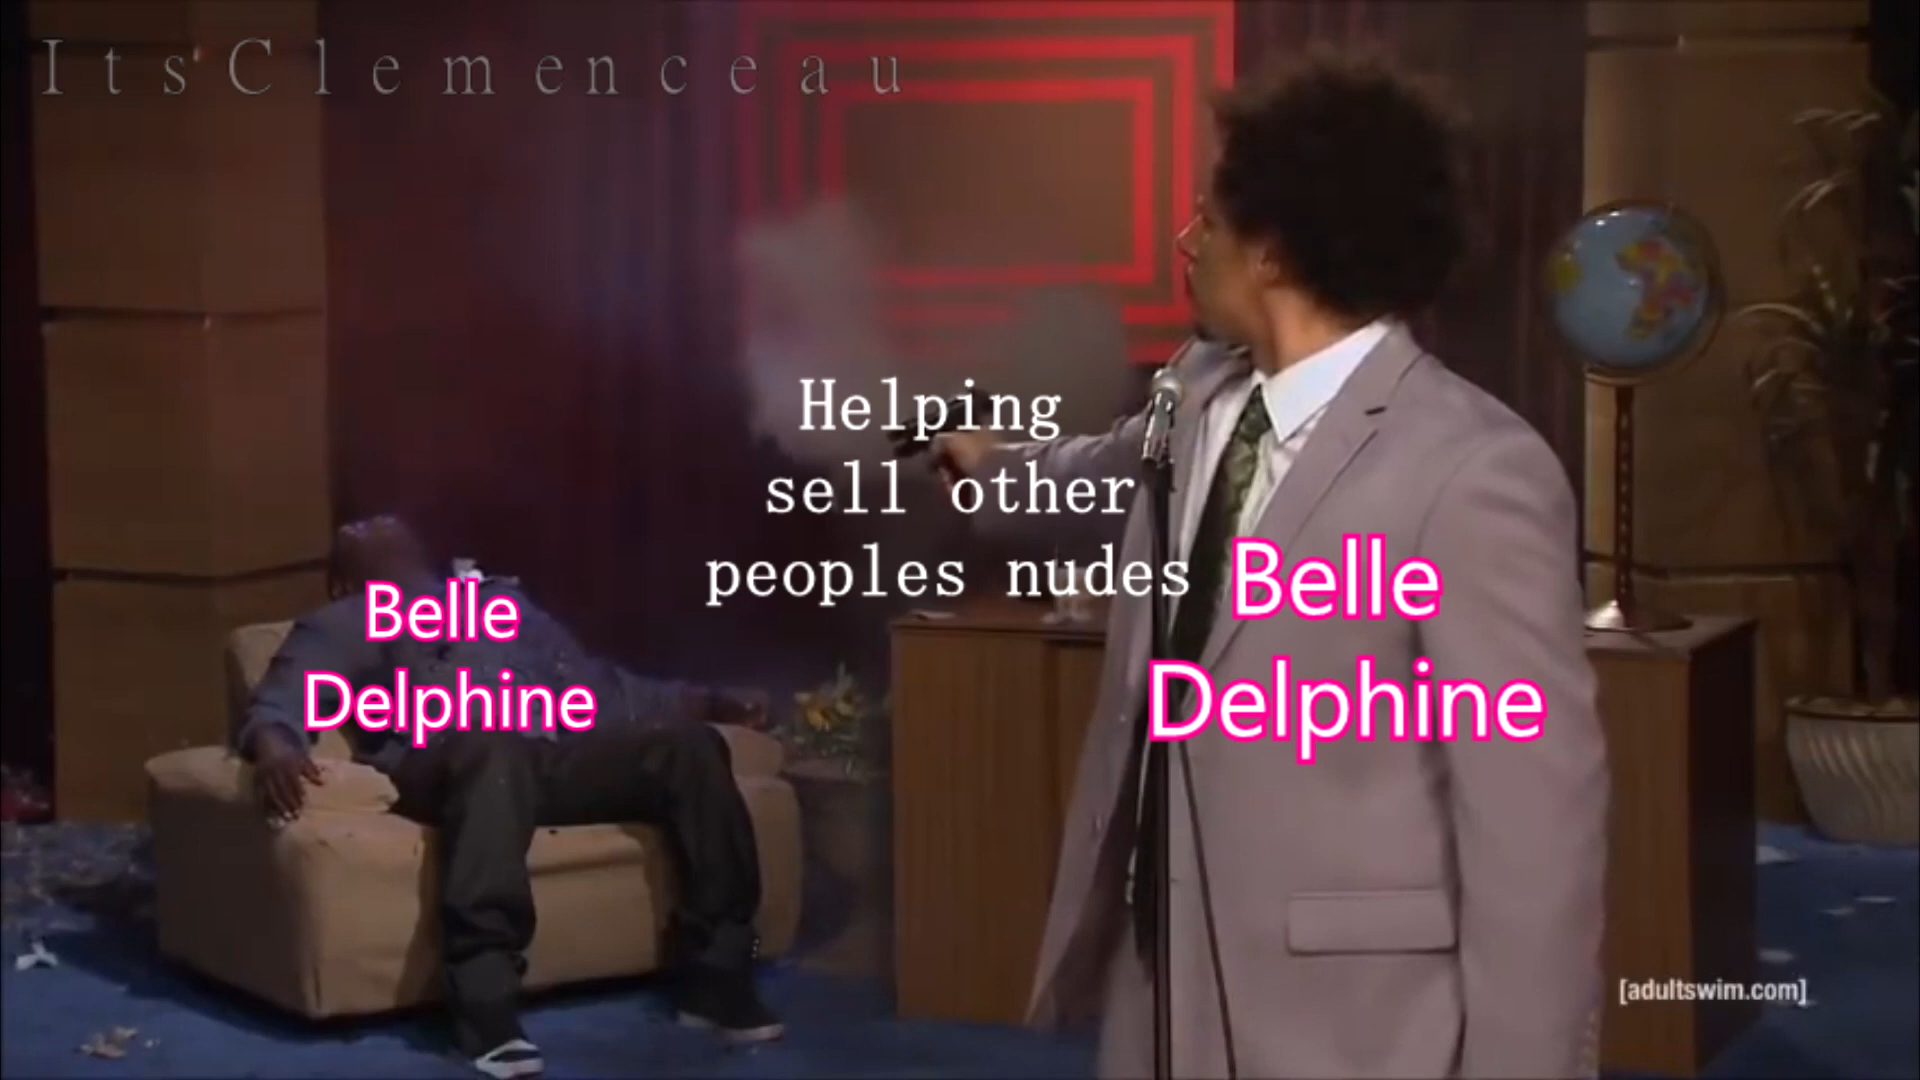 ItsClemenceau
Helping
sell other
peoples nudes
Belle
Delphine
Belle
Delphine
[adultswim.com]